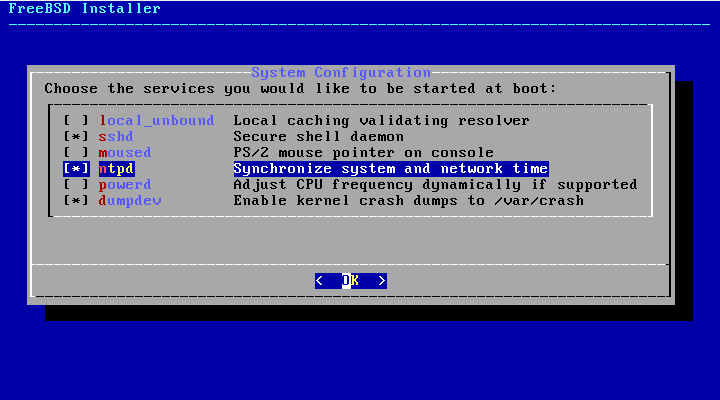 FreeBSD Installer
System Configuration
Choose the services you would like to be started at boot:
[ ] local_unbound Local caching validating resolver
[*] sshd Secure shell daemon
[ ] moused PS/2 mouse pointer on console
[*] ntpd Synchronize system and network time
[ ] powerd Adjust CPU frequency dynamically if supported
[*] dumpdev Enable kernel crash dumps to /var/crash
< OK >